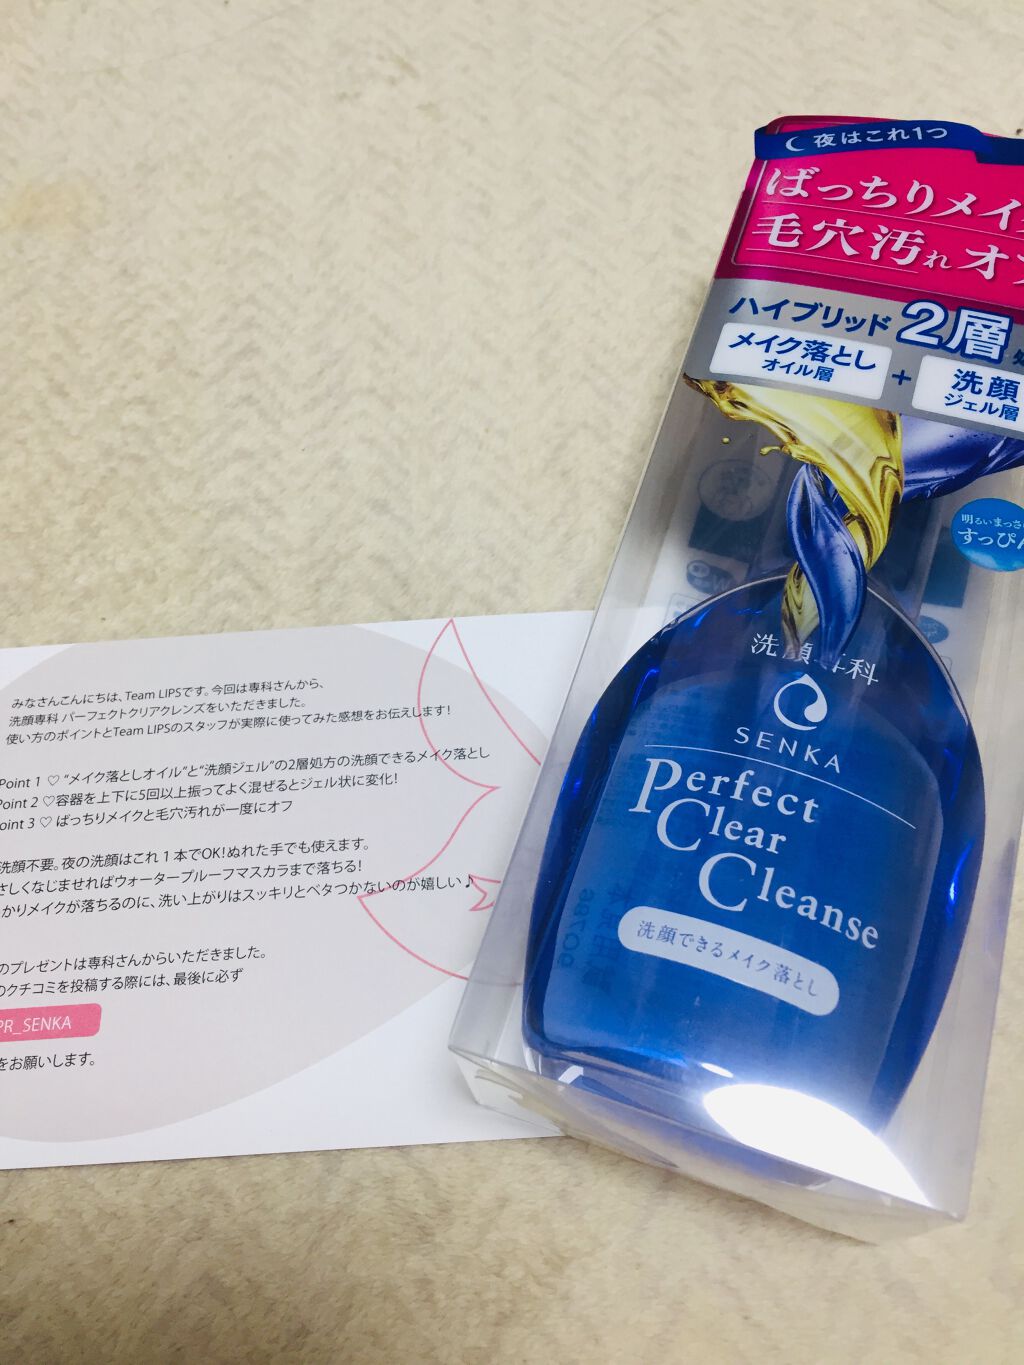 夜はこれ1つ
ばっちりメイク
毛穴汚れ オフ
ハイブリッド 2層
メイク落とし
オイル層
+
洗顔
ジェル層
明るいまっさら
すっぴん
洗顔専科
SENKA
Perfect
Clear
Cleanse
洗顔できるメイク落とし
みなさんこんにちは、Team LIPSです。今回は専科さんから、
洗顔専科 パーフェクトクリアクレンズをいただきました。
使い方のポイントとTeam LIPSのスタッフが実際に使ってみた感想をお伝えします!
Point 1 ♡ “メイク落としオイル”と“洗顔ジェル”の2層処方の洗顔できるメイク落とし
Point 2 ♡容器を上下に5回以上振ってよく混ぜるとジェル状に変化!
Point 3 ♡ ばっちりメイクと毛穴汚れが一度にオフ
洗顔不要。夜の洗顔はこれ1本でOK!ぬれた手でも使えます。
さしくなじませればウォータープルーフマスカラまで落ちる!
かりメイクが落ちるのに、洗い上がりはスッキリとベタつかないのが嬉しい♪
のプレゼントは専科さんからいただきました。
のクチコミを投稿する際には、最後に必ず
PR_SENKA
をお願いします。